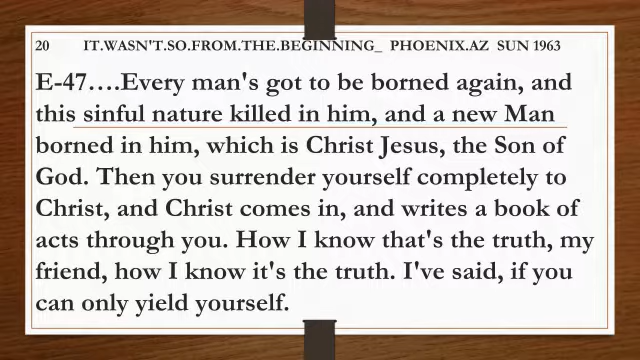 20 IT.WASN'T.SO.FROM.THE.BEGINNING_ PHOENIX.AZ SUN 1963
E-47....Every man's got to be borned again, and
this sinful nature killed in him, and a new Man
borned in him, which is Christ Jesus, the Son of
God. Then you surrender yourself completely to
Christ, and Christ comes in, and writes a book of
acts through you. How I know that's the truth, my
friend, how I know it's the truth. I've said, if you
can only yield yourself.